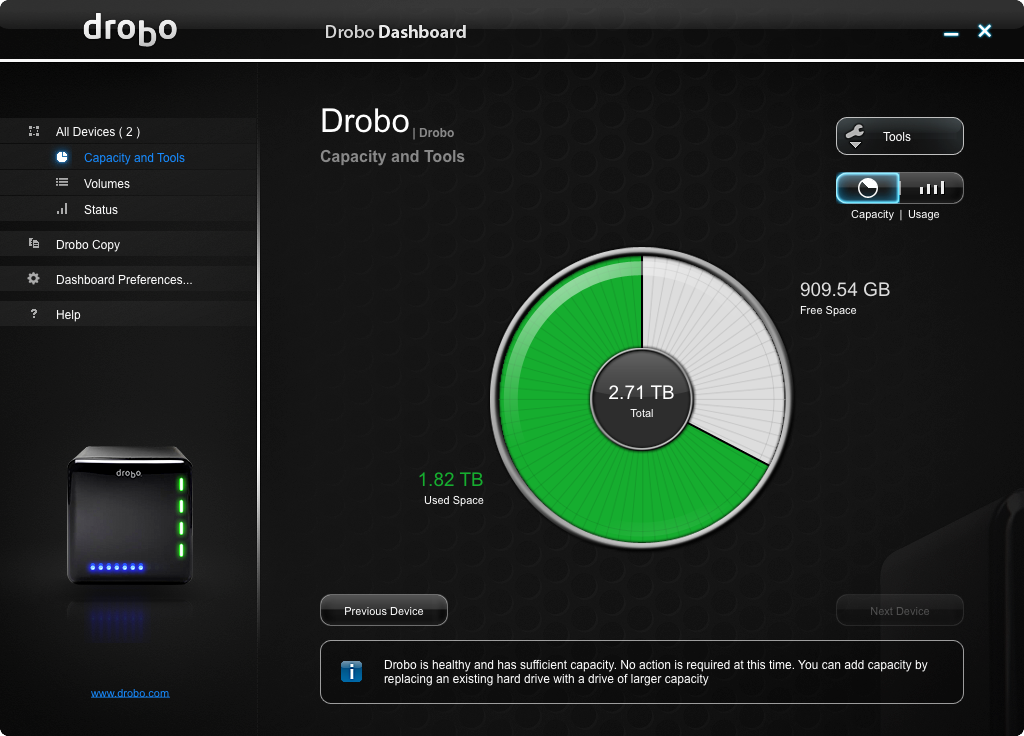 drobo
Drobo Dashboard
All Devices ( 2 )
Capacity and Tools
Volumes
Status
Drobo Copy
Dashboard Preferences...
? Help
drobo
www.drobo.com
Drobo | Drobo
Capacity and Tools
Tools
Capacity | Usage
909.54 GB
Free Space
2.71 TB
Total
1.82 TB
Used Space
Previous Device
Next Device
i
Drobo is healthy and has sufficient capacity. No action is required at this time. You can add capacity by
replacing an existing hard drive with a drive of larger capacity